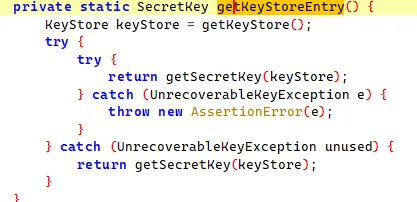 private static SecretKey getKeyStoreEntry() {
    KeyStore keyStore = getKeyStore();
    try {
        try {
            return getSecretKey(keyStore);
        } catch (UnrecoverableKeyException e) {
            throw new AssertionError(e);
        }
    } catch (UnrecoverableKeyException unused) {
        return getSecretKey(keyStore);
    }
}